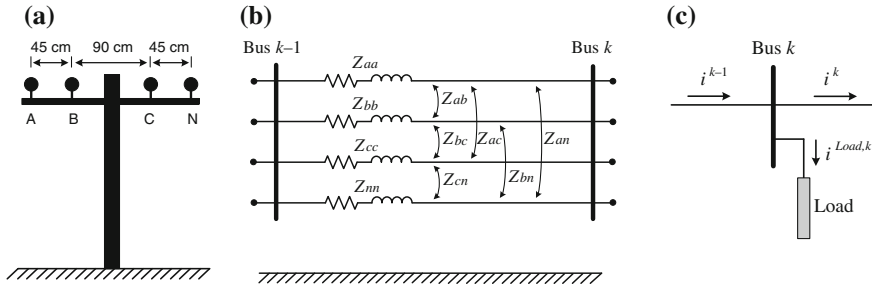 (a)
45 cm 90 cm 45 cm
A B C N
(b)
Bus k–1 Bus k
Zaa
Zbb
Zcc
Znn
Zab
Zbc
Zcn
Zac
Zbn
Zan
(c)
Bus k
i^k-1 i^k
i^Load,k
Load